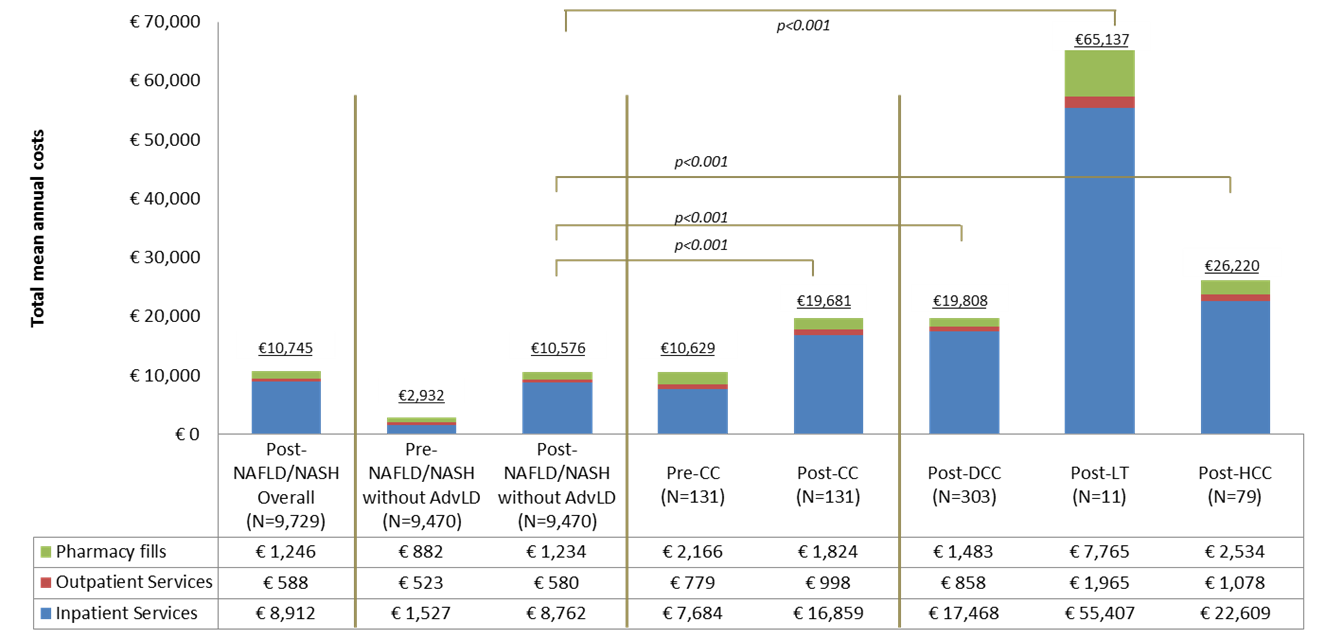 Total mean annual costs
€ 70,000
€ 60,000
€ 50,000
€ 40,000
€ 30,000
€ 20,000
€ 10,000
€ 0
p<0.001
p<0.001
p<0.001
p<0.001
€10,745
€2,932
€10,576
€10,629
€19,681
€19,808
€65,137
€26,220
Post-
NAFLD/NASH
Overall
(N=9,729)
Pre-
NAFLD/NASH
without AdvLD
(N=9,470)
Post-
NAFLD/NASH
without AdvLD
(N=9,470)
Pre-CC
(N=131)
Post-CC
(N=131)
Post-DCC
(N=303)
Post-LT
(N=11)
Post-HCC
(N=79)
Pharmacy fills € 1,246 € 882 € 1,234 € 2,166 € 1,824 € 1,483 € 7,765 € 2,534
Outpatient Services € 588 € 523 € 580 € 779 € 998 € 858 € 1,965 € 1,078
Inpatient Services € 8,912 € 1,527 € 8,762 € 7,684 € 16,859 € 17,468 € 55,407 € 22,609